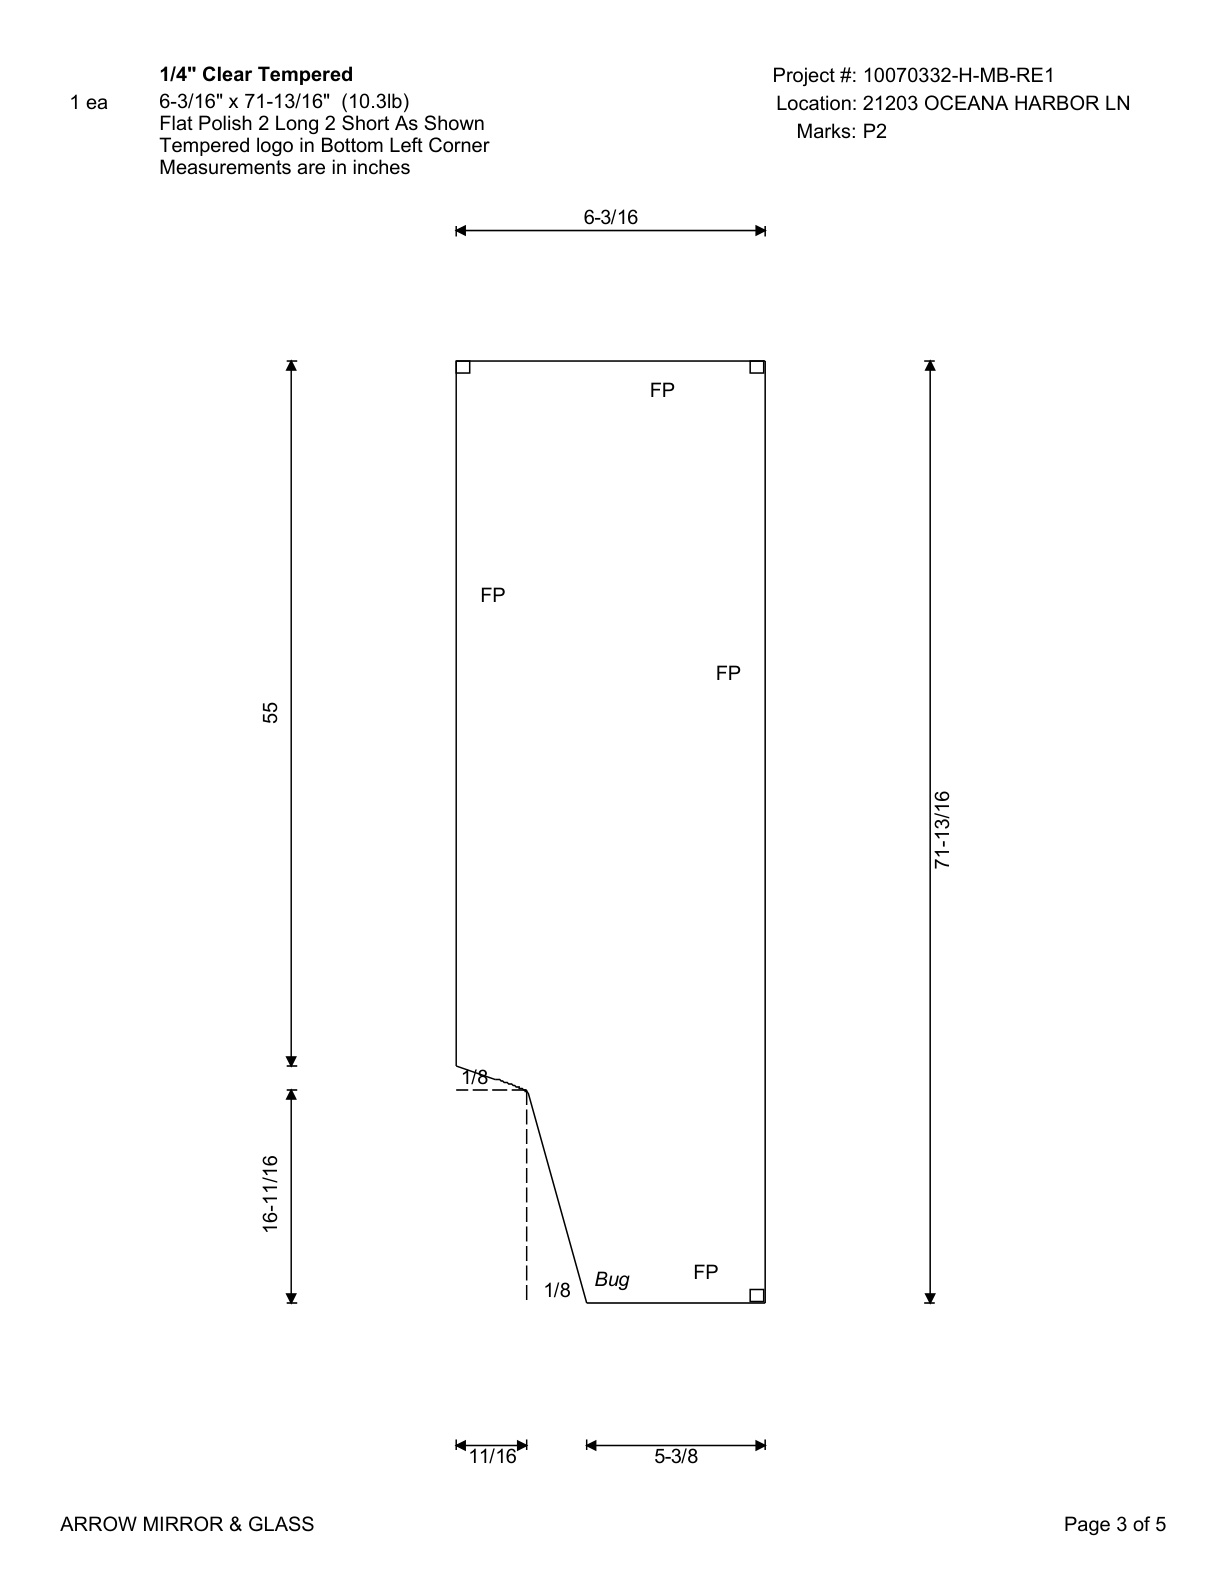 1/4" Clear Tempered
Project #: 10070332-H-MB-RE1
1 ea
6-3/16" x 71-13/16"  (10.3lb)
Location: 21203 OCEANA HARBOR LN
Flat Polish 2 Long 2 Short As Shown
Marks: P2
Tempered logo in Bottom Left Corner
Measurements are in inches
6-3/16
FP
FP
FP
55
71-13/16
1/8
16-11/16
FP
Bug
1/8
11/16
5-3/8
ARROW MIRROR & GLASS
Page 3 of 5